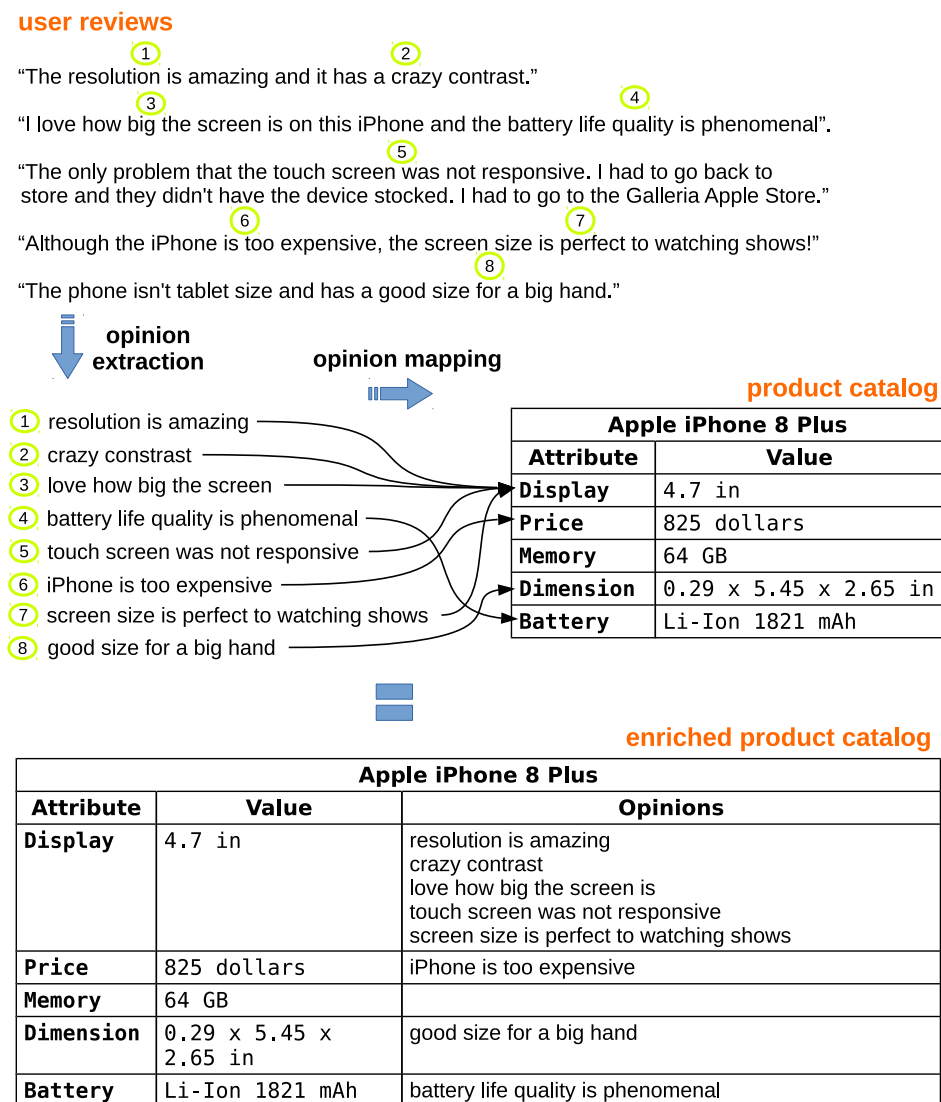 user reviews
1 2
“The resolution is amazing and it has a crazy contrast.”
3 4
“I love how big the screen is on this iPhone and the battery life quality is phenomenal”.
5
“The only problem that the touch screen was not responsive. I had to go back to
store and they didn't have the device stocked. I had to go to the Galleria Apple Store.”
6 7
“Although the iPhone is too expensive, the screen size is perfect to watching shows!”
8
“The phone isn't tablet size and has a good size for a big hand.”
opinion
extraction
opinion mapping
product catalog
1 resolution is amazing
2 crazy constrast
3 love how big the screen
4 battery life quality is phenomenal
5 touch screen was not responsive
6 iPhone is too expensive
7 screen size is perfect to watching shows
8 good size for a big hand
Apple iPhone 8 Plus
Attribute Value
Display 4.7 in
Price 825 dollars
Memory 64 GB
Dimension 0.29 x 5.45 x 2.65 in
Battery Li-Ion 1821 mAh
enriched product catalog
Apple iPhone 8 Plus
Attribute Value Opinions
Display 4.7 in resolution is amazing
crazy contrast
love how big the screen is
touch screen was not responsive
screen size is perfect to watching shows
Price 825 dollars iPhone is too expensive
Memory 64 GB
Dimension 0.29 x 5.45 x good size for a big hand
2.65 in
Battery Li-Ion 1821 mAh battery life quality is phenomenal